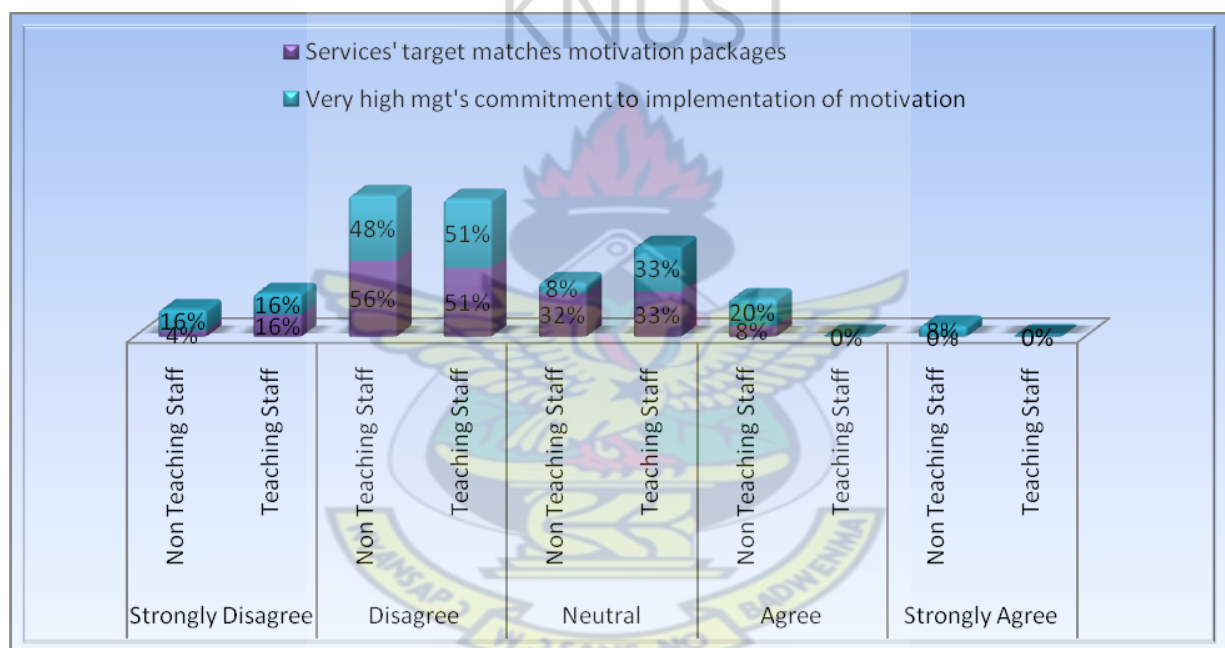 KNUST
Services' target matches motivation packages
Very high mgt's commitment to implementation of motivation
48% 51% 33%
56% 51% 8% 33%
16% 16% 32% 20% 8%
4% 16% 8% 0% 0% 0%
Non Teaching Staff
Teaching Staff
Non Teaching Staff
Teaching Staff
Non Teaching Staff
Teaching Staff
Non Teaching Staff
Teaching Staff
Non Teaching Staff
Teaching Staff
Strongly Disagree Disagree Neutral Agree Strongly Agree
NYANSAPO
BADWENMA